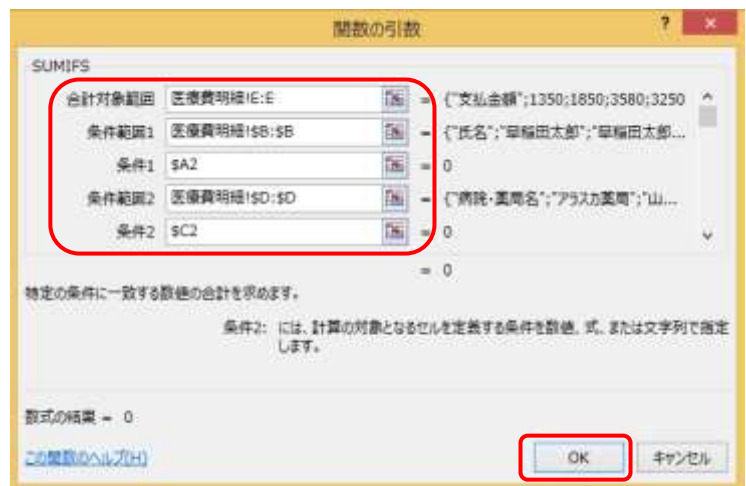 関数の引数
?
×
SUMIFS
合計対象範囲 医療費明細!E:E = {"支払金額";1350;1850;3580;3250
条件範囲1 医療費明細!$B:$B = {"氏名";"早稲田太郎";"早稲田太郎...
条件1 $A2 = 0
条件範囲2 医療費明細!$D:$D = {"病院・薬局名";"アラスカ薬局";"山...
条件2 $C2 = 0
= 0
特定の条件に一致する数値の合計を求めます。
条件2: には、計算の対象となるセルを定義する条件を数値、式、または文字列で指定
します。
数式の結果 = 0
この関数のヘルプ(H)
OK
キャンセル